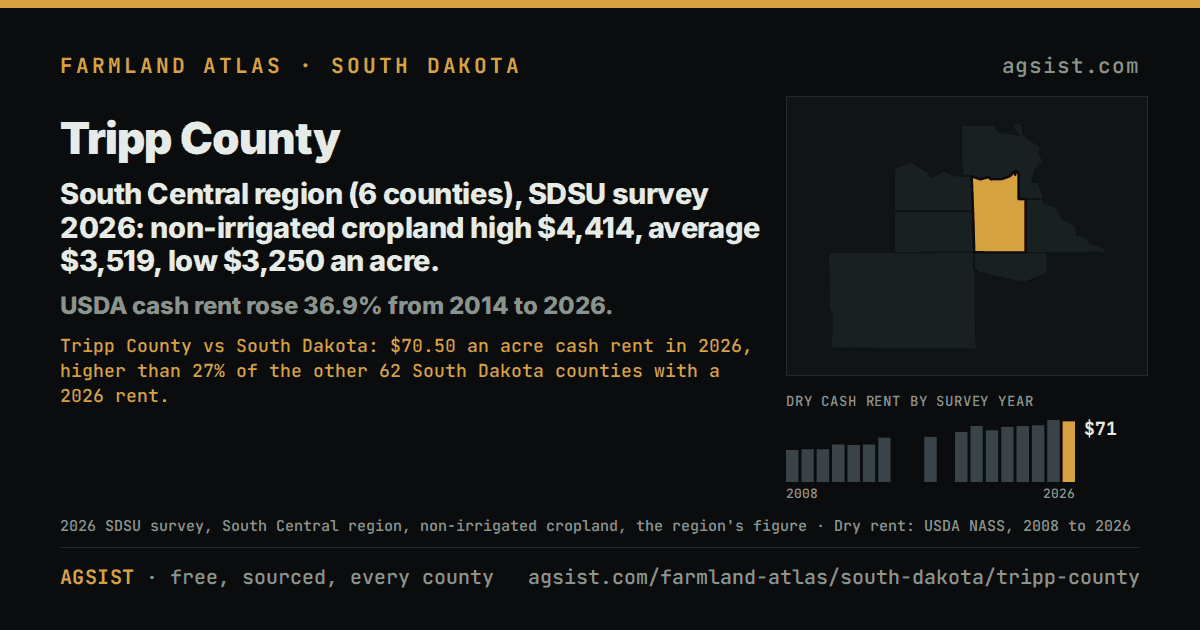 FARMLAND ATLAS · SOUTH DAKOTA
agsist.com
Tripp County
South Central region (6 counties), SDSU survey
2026: non-irrigated cropland high $4,414, average
$3,519, low $3,250 an acre.
USDA cash rent rose 36.9% from 2014 to 2026.
Tripp County vs South Dakota: $70.50 an acre cash rent in 2026,
higher than 27% of the other 62 South Dakota counties with a
2026 rent.
DRY CASH RENT BY SURVEY YEAR
$71
2008
2026
2026 SDSU survey, South Central region, non-irrigated cropland, the region's figure · Dry rent: USDA NASS, 2008 to 2026
AGSIST · free, sourced, every county
agsist.com/farmland-atlas/south-dakota/tripp-county